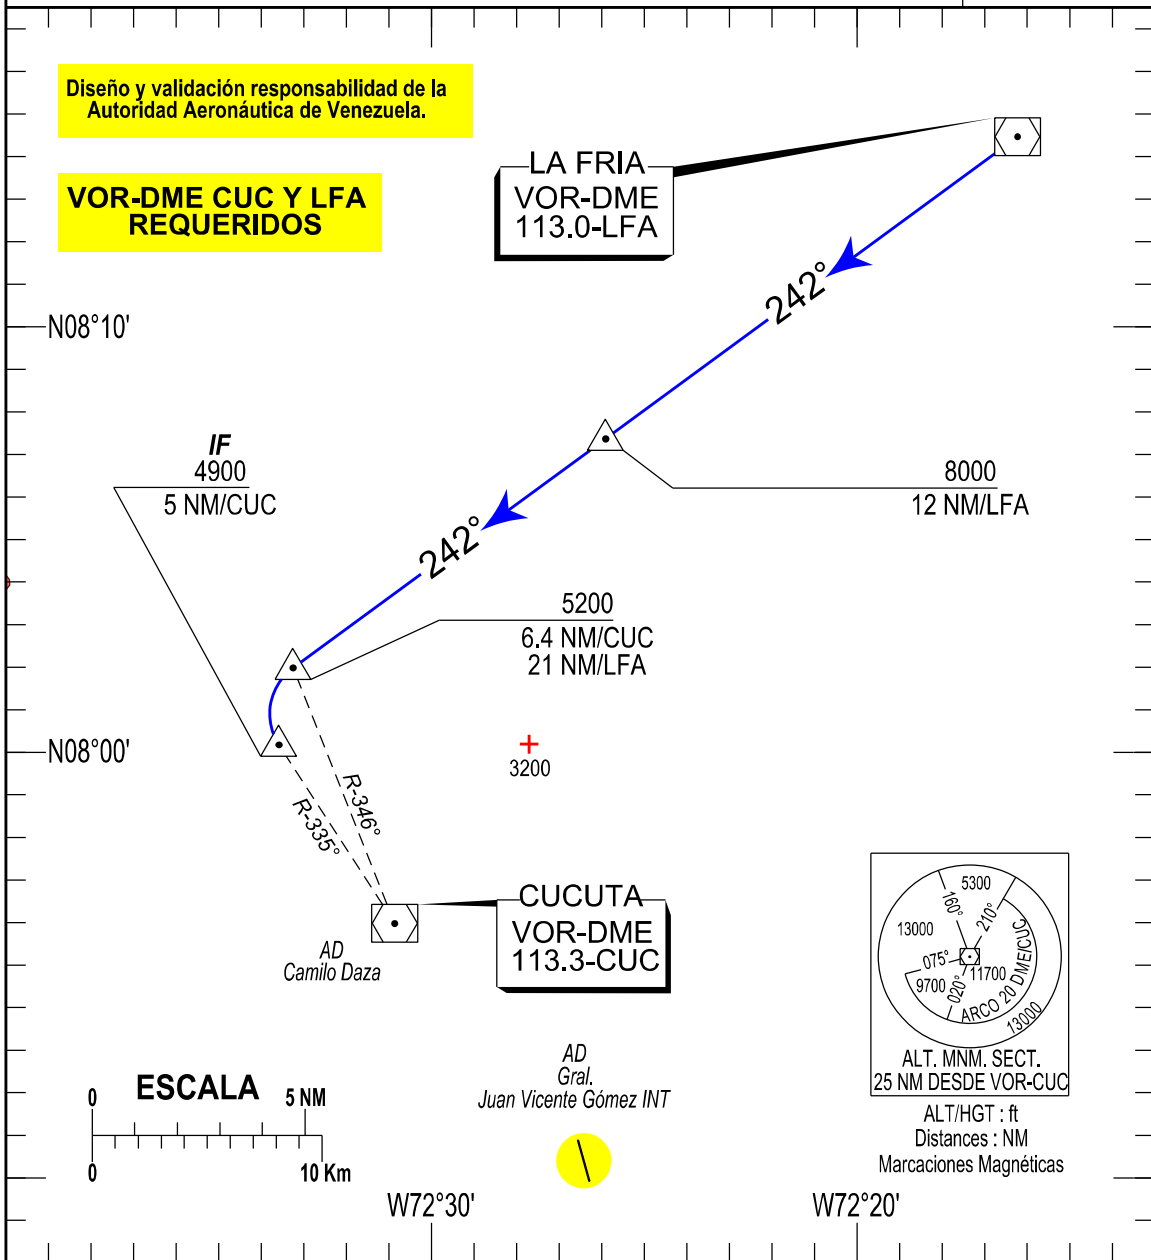 Diseño y validación responsabilidad de la
Autoridad Aeronáutica de Venezuela.
VOR-DME CUC Y LFA
REQUERIDOS
LA FRIA
VOR-DME
113.0-LFA
242°
N08°10'
IF
4900
5 NM/CUC
8000
12 NM/LFA
242°
5200
6.4 NM/CUC
21 NM/LFA
N08°00'
3200
R-346°
R-335°
CUCUTA
VOR-DME
113.3-CUC
AD
Camilo Daza
5300
160°
210°
13000
075°
9700
020°
11700
ARCO 20 DME/CUC
13000
ALT. MNM. SECT.
25 NM DESDE VOR-CUC
ALT/HGT : ft
Distances : NM
Marcaciones Magnéticas
AD
Gral.
Juan Vicente Gómez INT
ESCALA
0
5 NM
0
10 Km
W72°30'
W72°20'